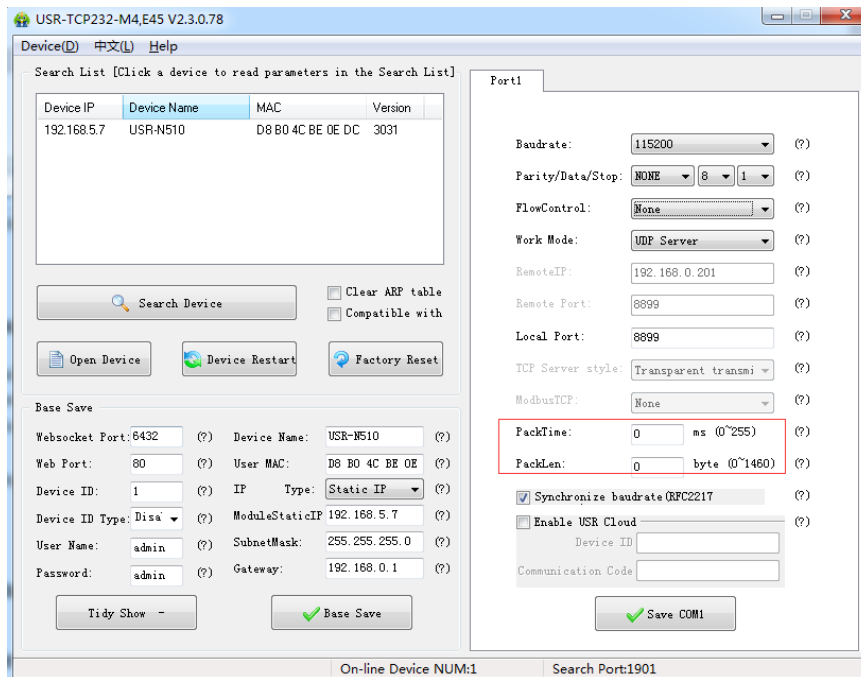 USR-TCP232-M4,E45 V2.3.0.78
Device(D) 中文(L) Help
Search List [Click a device to read parameters in the Search List]
Device IP Device Name MAC Version
192.168.5.7 USR-N510 D8 B0 4C BE 0E DC 3031
Search Device
Clear ARP table
Compatible with
Open Device Device Restart Factory Reset
Base Save
Websocket Port: 6432 (?) Device Name: USR-N510 (?)
Web Port: 80 (?) User MAC: D8 B0 4C BE 0E (?)
Device ID: 1 (?) IP Type: Static IP (?)
Device ID Type: Disa (?) ModuleStaticIP 192.168.5.7 (?)
User Name: admin (?) SubnetMask: 255.255.255.0 (?)
Password: admin (?) Gateway: 192.168.0.1 (?)
Tidy Show - Base Save
Port1
Baudrate: 115200 (?)
Parity/Data/Stop: NONE 8 1 (?)
FlowControl: None (?)
Work Mode: UDP Server (?)
RemoteIP: 192.168.0.201 (?)
Remote Port: 8899 (?)
Local Port: 8899 (?)
TCP Server style: Transparent transmi (?)
ModbusTCP: None (?)
PackTime: 0 ms (0~255) (?)
PackLen: 0 byte (0~1460) (?)
Synchronize baudrate(RFC2217 (?)
Enable USR Cloud (?)
Device ID
Communication Code
Save COM1
On-line Device NUM:1 Search Port:1901